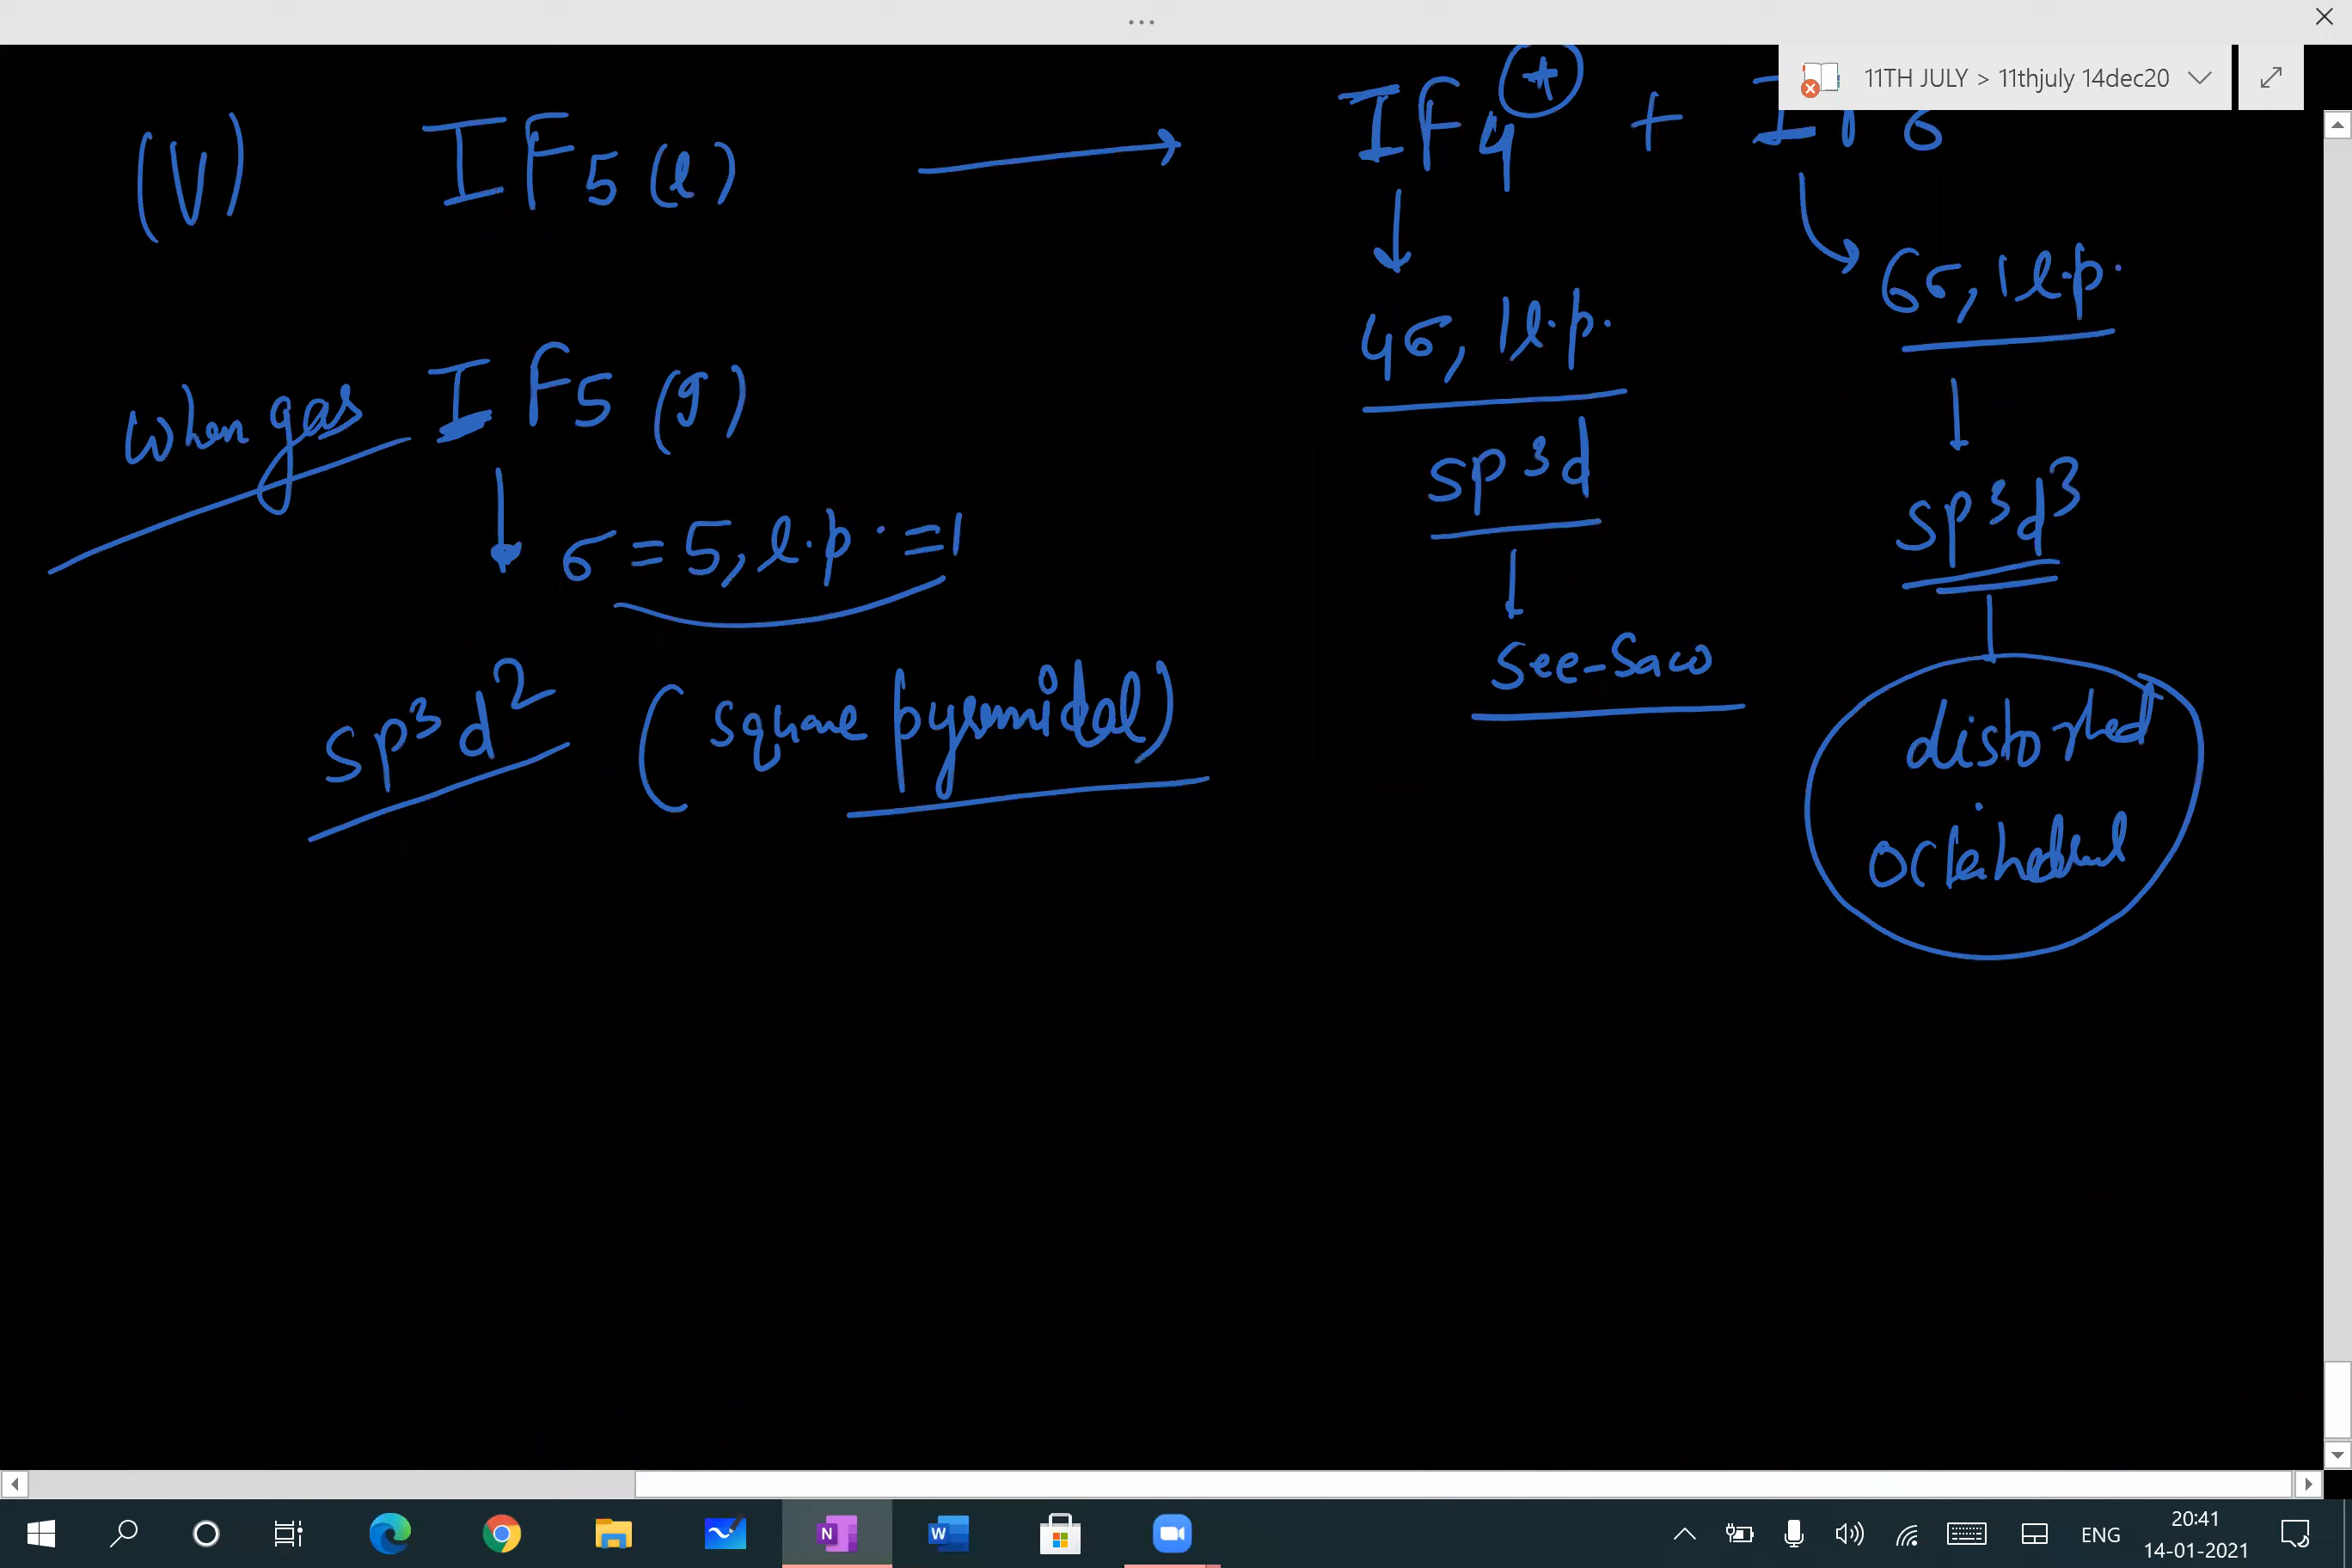 11TH JULY > 11thjuly 14dec20
(V) IF5(l) → IF4⊕ + IF6
4σ, 1l.p.
sp³d
See-Saw
6σ, 1l.p.
sp³d³
distorted
octahedral
When gas IF5(g)
σ=5, l.p.=1
sp³d² (square pyramidal)
N
W
ENG
20:41
14-01-2021